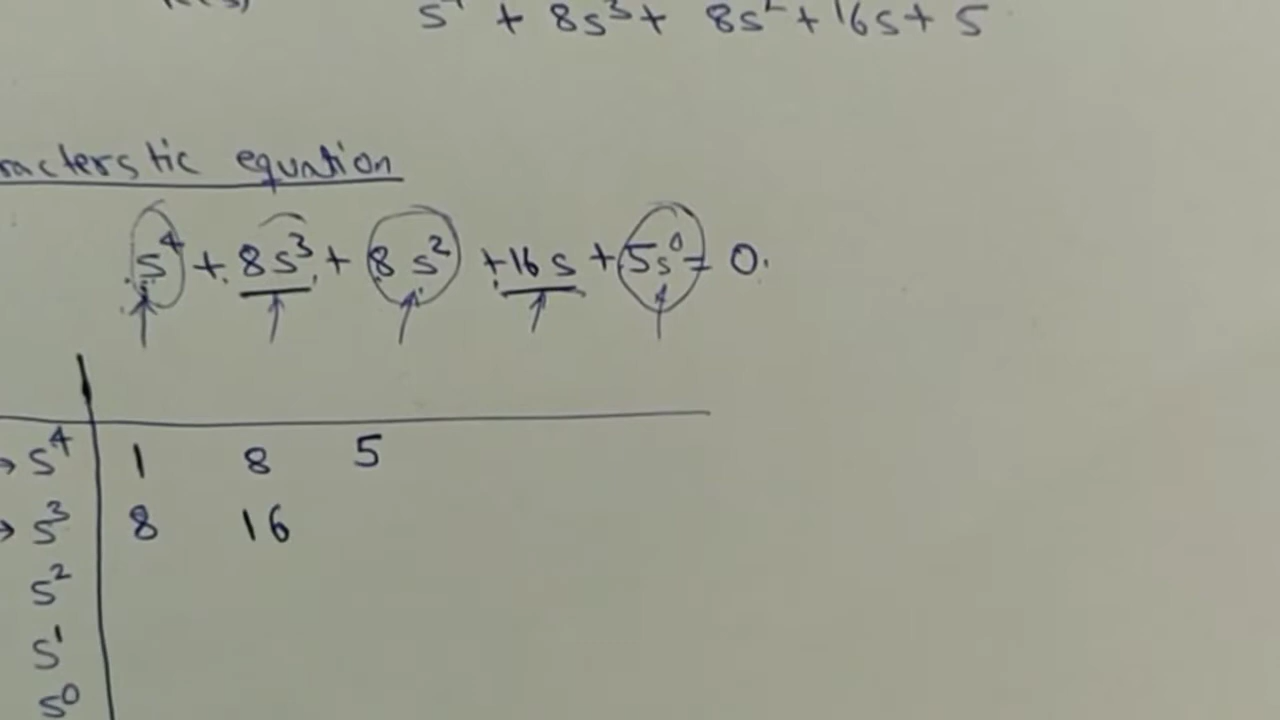 s⁴ + 8s³ + 8s² + 16s + 5
racterstic equation
s⁴ + 8s³ + 8s² + 16s + 5s⁰ = 0.
→ s⁴ 1 8 5
→ s³ 8 16
s²
s¹
s⁰